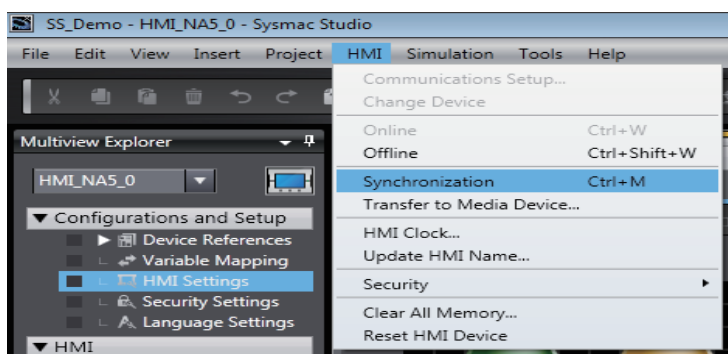 SS_Demo - HMI_NA5_0 - Sysmac Studio
File Edit View Insert Project HMI Simulation Tools Help
Communications Setup...
Change Device
Online Ctrl+W
Offline Ctrl+Shift+W
Synchronization Ctrl+M
Transfer to Media Device...
HMI Clock...
Update HMI Name...
Security
Clear All Memory...
Reset HMI Device
Multiview Explorer
HMI_NA5_0
Configurations and Setup
Device References
Variable Mapping
HMI Settings
Security Settings
Language Settings
HMI